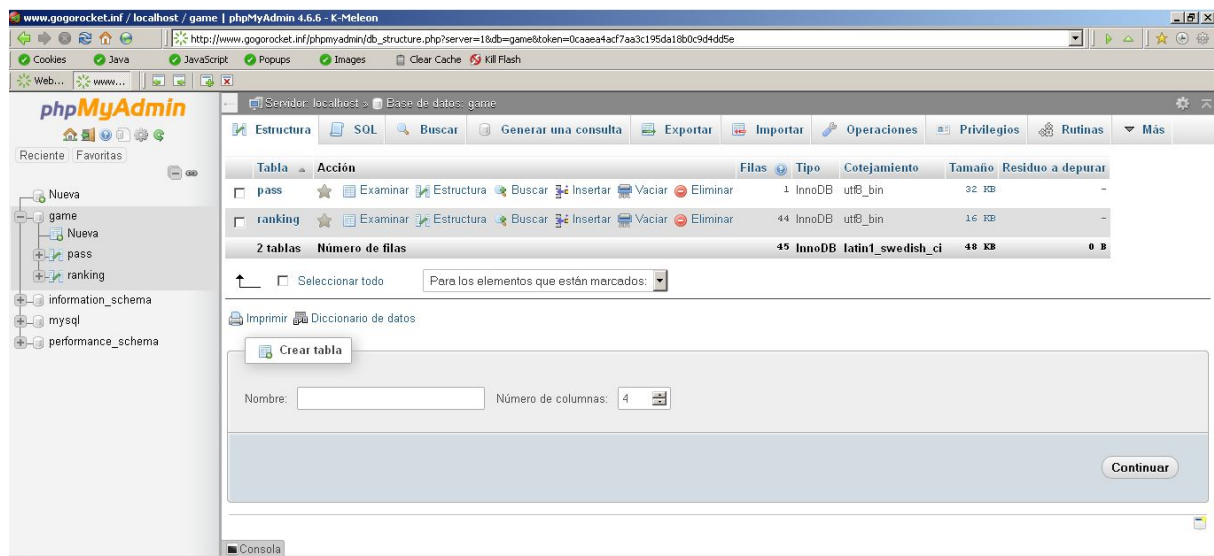 www.gogorocket.inf / localhost / game | phpMyAdmin 4.6.6 - K-Meleon
http://www.gogorocket.inf/phpmyadmin/db_structure.php?server=1&db=game&token=0caaea4acf7aa3c195da18b0c9d4dd5e
Cookies Java JavaScript Popups Images Clear Cache Kill Flash
Web... www...
phpMyAdmin
Reciente Favoritas
Nueva
game
Nueva
pass
ranking
information_schema
mysql
performance_schema
Servidor: localhost » Base de datos: game
Estructura SQL Buscar Generar una consulta Exportar Importar Operaciones Privilegios Rutinas Más
Tabla Acción Filas Tipo Cotejamiento Tamaño Residuo a depurar
pass Examinar Estructura Buscar Insertar Vaciar Eliminar 1 InnoDB utf8_bin 32 KB -
ranking Examinar Estructura Buscar Insertar Vaciar Eliminar 44 InnoDB utf8_bin 16 KB -
2 tablas Número de filas 45 InnoDB latin1_swedish_ci 48 KB 0 B
Seleccionar todo Para los elementos que están marcados:
Imprimir Diccionario de datos
Crear tabla
Nombre: Número de columnas: 4
Continuar
Consola